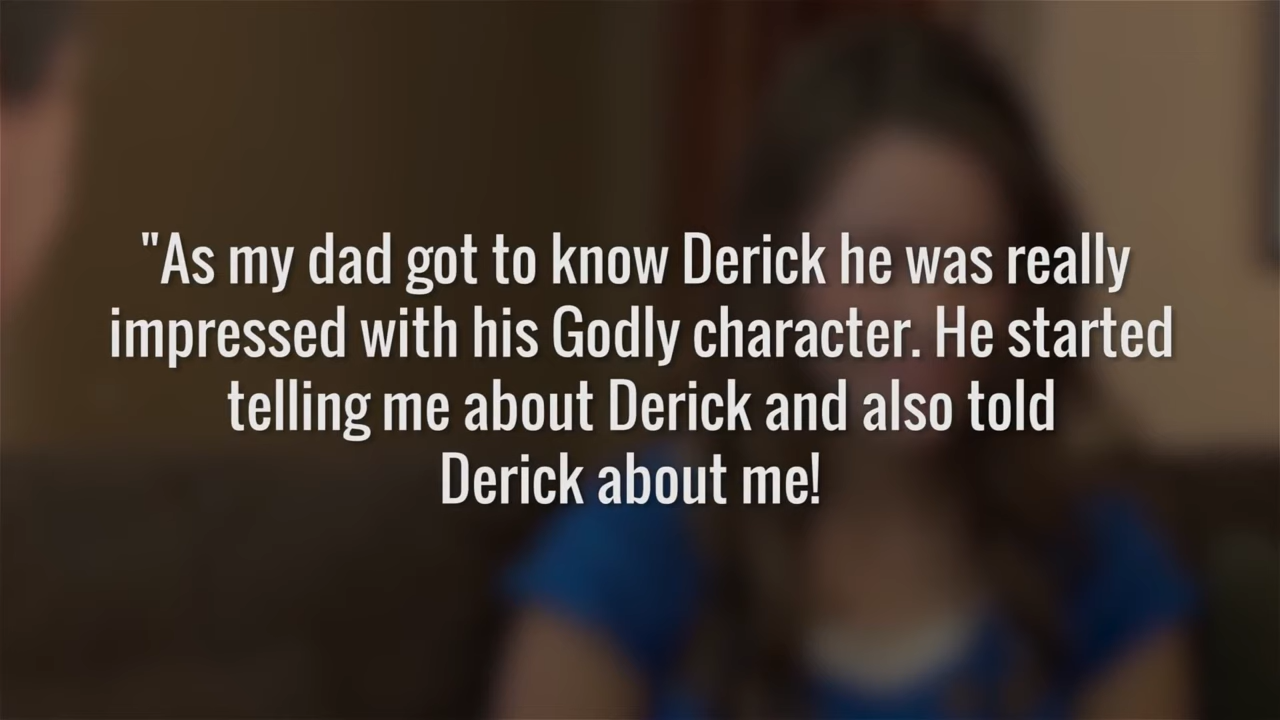 "As my dad got to know Derick he was really
impressed with his Godly character. He started
telling me about Derick and also told
Derick about me!